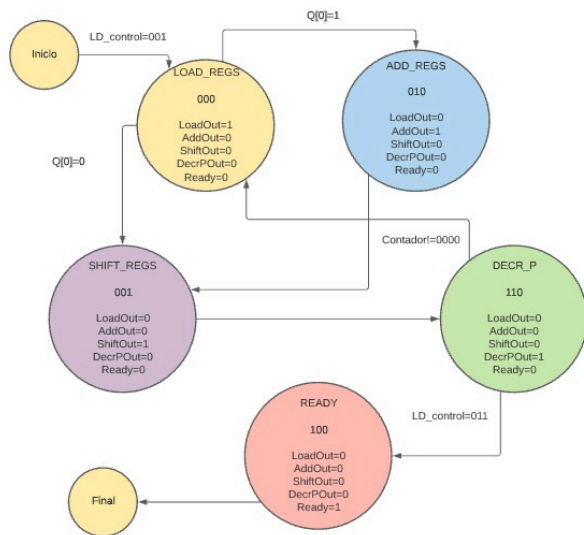 Q[0]=1
LD_control=001
Inicio
LOAD_REGS
000
LoadOut=1
AddOut=0
ShiftOut=0
DecrPOut=0
Ready=0
ADD_REGS
010
LoadOut=0
AddOut=1
ShiftOut=0
DecrPOut=0
Ready=0
Q[0]=0
Contador!=0000
SHIFT_REGS
001
LoadOut=0
AddOut=0
ShiftOut=1
DecrPOut=0
Ready=0
DECR_P
110
LoadOut=0
AddOut=0
ShiftOut=0
DecrPOut=1
Ready=0
LD_control=011
READY
100
LoadOut=0
AddOut=0
ShiftOut=0
DecrPOut=0
Ready=1
Final